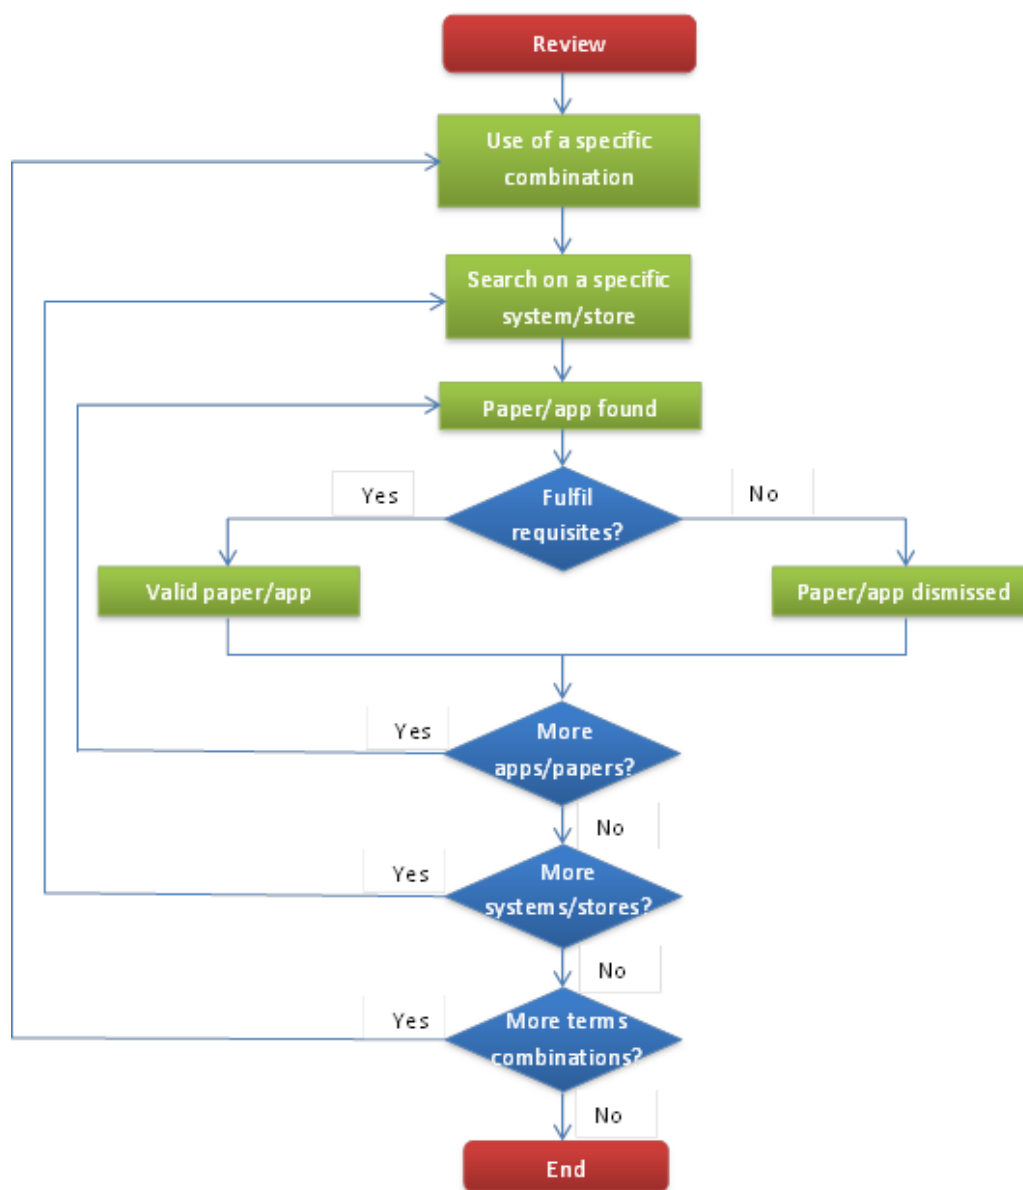 Review
Use of a specific
combination
Search on a specific
system/store
Paper/app found
Yes
Fulfil
requisites?
No
Valid paper/app
Paper/app dismissed
Yes
More
apps/papers?
No
Yes
More
systems/stores?
No
Yes
More terms
combinations?
No
End